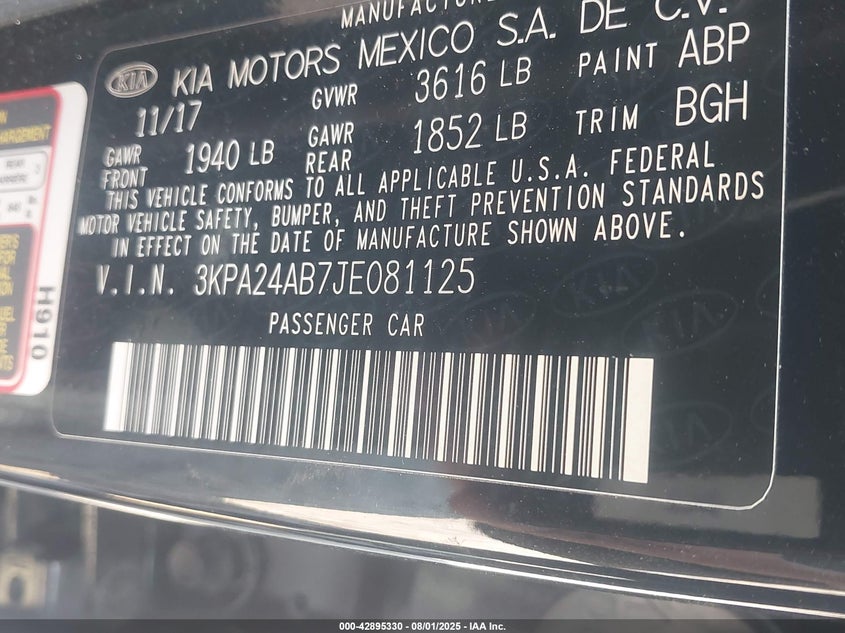 MANUFACTURE
KIA KIA MOTORS MEXICO S.A. DE C.V.
11/17 GVWR 3616 LB PAINT ABP
GAWR FRONT 1940 LB GAWR REAR 1852 LB TRIM BGH
THIS VEHICLE CONFORMS TO ALL APPLICABLE U.S.A. FEDERAL
MOTOR VEHICLE SAFETY, BUMPER, AND THEFT PREVENTION STANDARDS
IN EFFECT ON THE DATE OF MANUFACTURE SHOWN ABOVE.
V.I.N. 3KPA24AB7JE081125
PASSENGER CAR
H910
000-42895330 - 08/01/2025 - IAA Inc.